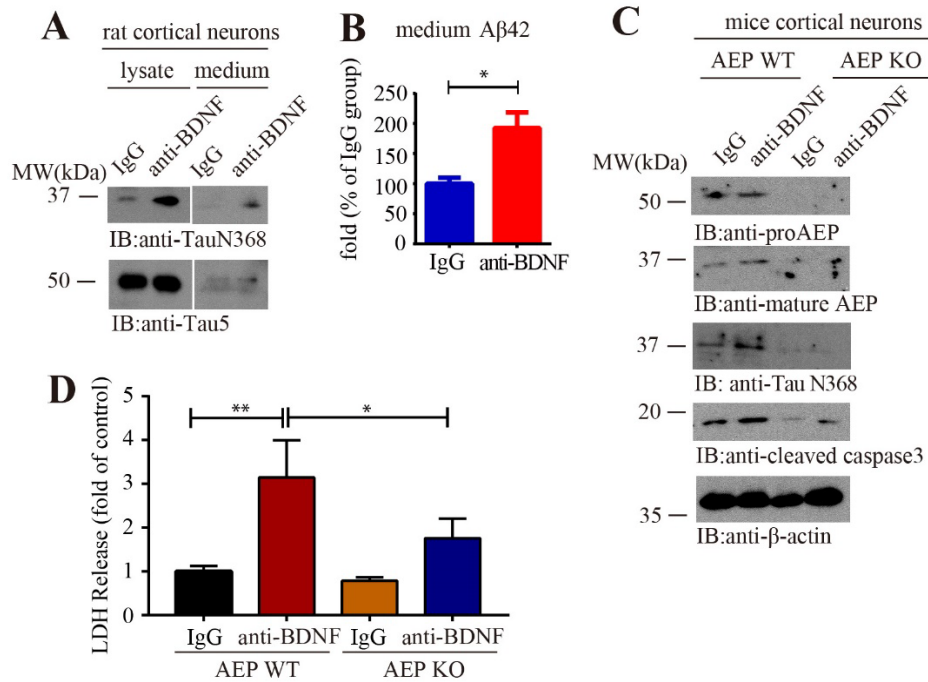 A
rat cortical neurons
lysate medium
IgG anti-BDNF IgG anti-BDNF
MW(kDa)
37
IB:anti-TauN368
50
IB:anti-Tau5
B medium Aβ42
*
fold (% of IgG group)
250
200
150
100
50
0
IgG anti-BDNF
C
mice cortical neurons
AEP WT AEP KO
IgG anti-BDNF IgG anti-BDNF
MW(kDa)
50
IB:anti-proAEP
37
IB:anti-mature AEP
37
IB: anti-Tau N368
20
IB:anti-cleaved caspase3
35
IB:anti-β-actin
D
LDH Release (fold of control)
5
4
3
2
1
0
** *
IgG anti-BDNF IgG anti-BDNF
AEP WT AEP KO